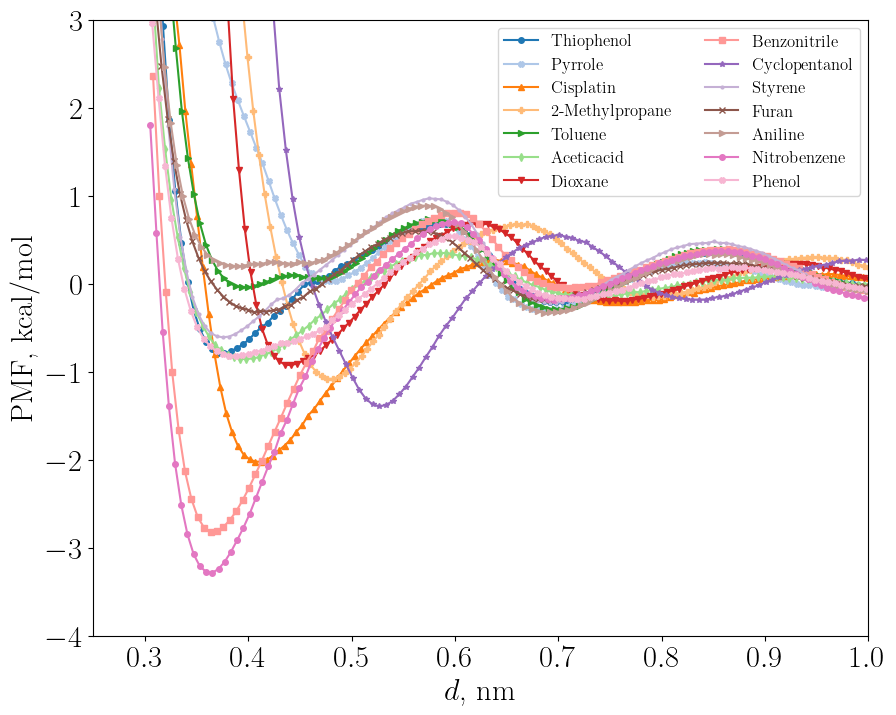 3
2
1
0
−1
−2
−3
−4
PMF, kcal/mol
Thiophenol
Pyrrole
Cisplatin
2-Methylpropane
Toluene
Aceticacid
Dioxane
Benzonitrile
Cyclopentanol
Styrene
Furan
Aniline
Nitrobenzene
Phenol
0.3 0.4 0.5 0.6 0.7 0.8 0.9 1.0
d, nm